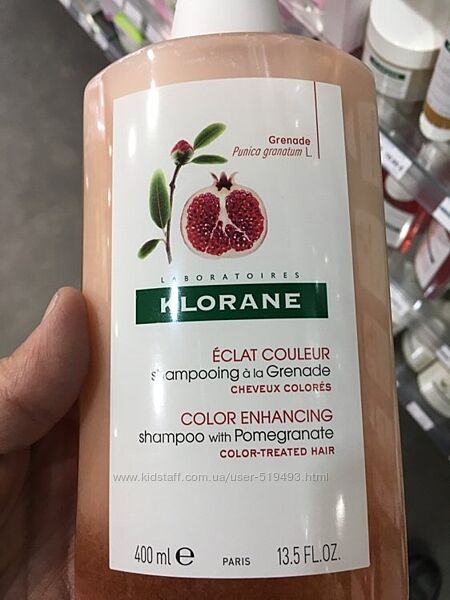 Grenade
Punica granatum L.
LABORATOIRES
KLORANE
ÉCLAT COULEUR
shampooing à la Grenade
CHEVEUX COLORÉS
COLOR ENHANCING
shampoo with Pomegranate
COLOR-TREATED HAIR
www.kidstaff.com.ua/user-519493.html
400 ml e PARIS 13.5 FL.OZ.